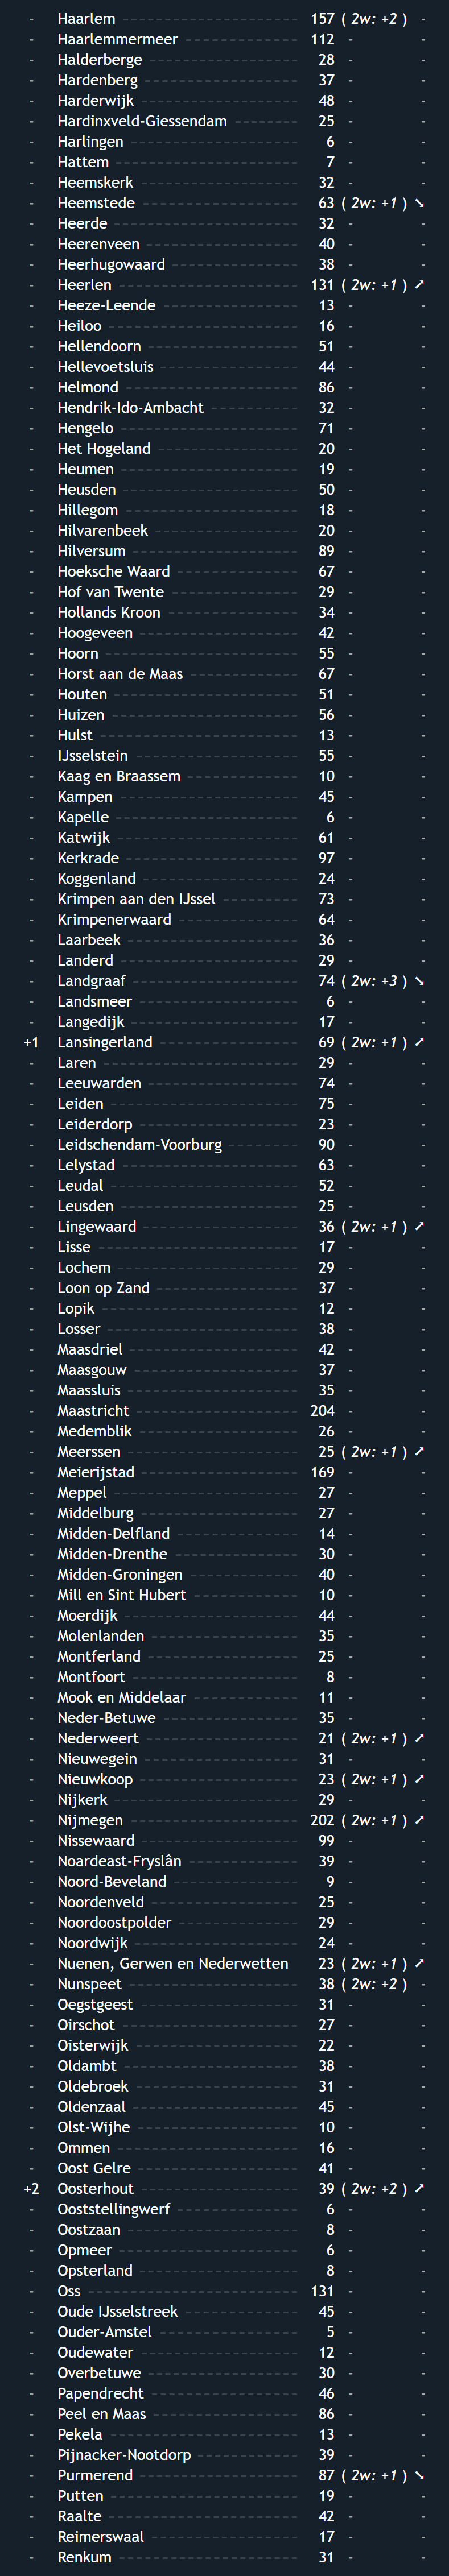 - Haarlem 157 ( 2w: +2 ) -
- Haarlemmermeer 112 - -
- Halderberge 28 - -
- Hardenberg 37 - -
- Harderwijk 48 - -
- Hardinxveld-Giessendam 25 - -
- Harlingen 6 - -
- Hattem 7 - -
- Heemskerk 32 - -
- Heemstede 63 ( 2w: +1 ) ➘
- Heerde 32 - -
- Heerenveen 40 - -
- Heerhugowaard 38 - -
- Heerlen 131 ( 2w: +1 ) ➚
- Heeze-Leende 13 - -
- Heiloo 16 - -
- Hellendoorn 51 - -
- Hellevoetsluis 44 - -
- Helmond 86 - -
- Hendrik-Ido-Ambacht 32 - -
- Hengelo 71 - -
- Het Hogeland 20 - -
- Heumen 19 - -
- Heusden 50 - -
- Hillegom 18 - -
- Hilvarenbeek 20 - -
- Hilversum 89 - -
- Hoeksche Waard 67 - -
- Hof van Twente 29 - -
- Hollands Kroon 34 - -
- Hoogeveen 42 - -
- Hoorn 55 - -
- Horst aan de Maas 67 - -
- Houten 51 - -
- Huizen 56 - -
- Hulst 13 - -
- IJsselstein 55 - -
- Kaag en Braassem 10 - -
- Kampen 45 - -
- Kapelle 6 - -
- Katwijk 61 - -
- Kerkrade 97 - -
- Koggenland 24 - -
- Krimpen aan den IJssel 73 - -
- Krimpenerwaard 64 - -
- Laarbeek 36 - -
- Landerd 29 - -
- Landgraaf 74 ( 2w: +3 ) ➘
- Landsmeer 6 - -
- Langedijk 17 - -
+1 Lansingerland 69 ( 2w: +1 ) ➚
- Laren 29 - -
- Leeuwarden 74 - -
- Leiden 75 - -
- Leiderdorp 23 - -
- Leidschendam-Voorburg 90 - -
- Lelystad 63 - -
- Leudal 52 - -
- Leusden 25 - -
- Lingewaard 36 ( 2w: +1 ) ➚
- Lisse 17 - -
- Lochem 29 - -
- Loon op Zand 37 - -
- Lopik 12 - -
- Losser 38 - -
- Maasdriel 42 - -
- Maasgouw 37 - -
- Maassluis 35 - -
- Maastricht 204 - -
- Medemblik 26 - -
- Meerssen 25 ( 2w: +1 ) ➚
- Meierijstad 169 - -
- Meppel 27 - -
- Middelburg 27 - -
- Midden-Delfland 14 - -
- Midden-Drenthe 30 - -
- Midden-Groningen 40 - -
- Mill en Sint Hubert 10 - -
- Moerdijk 44 - -
- Molenlanden 35 - -
- Montferland 25 - -
- Montfoort 8 - -
- Mook en Middelaar 11 - -
- Neder-Betuwe 35 - -
- Nederweert 21 ( 2w: +1 ) ➚
- Nieuwegein 31 - -
- Nieuwkoop 23 ( 2w: +1 ) ➚
- Nijkerk 29 - -
- Nijmegen 202 ( 2w: +1 ) ➚
- Nissewaard 99 - -
- Noardeast-Fryslân 39 - -
- Noord-Beveland 9 - -
- Noordenveld 25 - -
- Noordoostpolder 29 - -
- Noordwijk 24 - -
- Nuenen, Gerwen en Nederwetten 23 ( 2w: +1 ) ➚
- Nunspeet 38 ( 2w: +2 ) -
- Oegstgeest 31 - -
- Oirschot 27 - -
- Oisterwijk 22 - -
- Oldambt 38 - -
- Oldebroek 31 - -
- Oldenzaal 45 - -
- Olst-Wijhe 10 - -
- Ommen 16 - -
- Oost Gelre 41 - -
+2 Oosterhout 39 ( 2w: +2 ) ➚
- Ooststellingwerf 6 - -
- Oostzaan 8 - -
- Opmeer 6 - -
- Opsterland 8 - -
- Oss 131 - -
- Oude IJsselstreek 45 - -
- Ouder-Amstel 5 - -
- Oudewater 12 - -
- Overbetuwe 30 - -
- Papendrecht 46 - -
- Peel en Maas 86 - -
- Pekela 13 - -
- Pijnacker-Nootdorp 39 - -
- Purmerend 87 ( 2w: +1 ) ➘
- Putten 19 - -
- Raalte 42 - -
- Reimerswaal 17 - -
- Renkum 31 - -